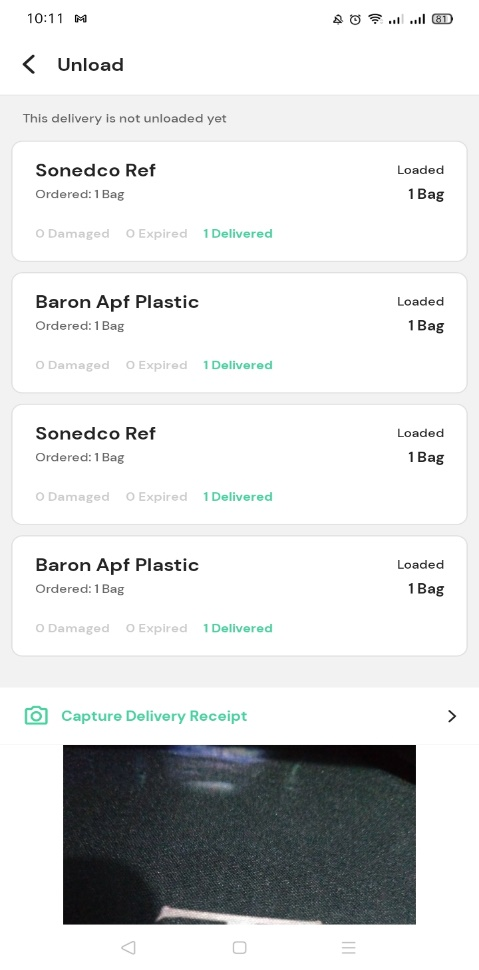 10:11
81
Unload
This delivery is not unloaded yet
Sonedco Ref
Loaded
Ordered: 1 Bag
1 Bag
0 Damaged 0 Expired 1 Delivered
Baron Apf Plastic
Loaded
Ordered: 1 Bag
1 Bag
0 Damaged 0 Expired 1 Delivered
Sonedco Ref
Loaded
Ordered: 1 Bag
1 Bag
0 Damaged 0 Expired 1 Delivered
Baron Apf Plastic
Loaded
Ordered: 1 Bag
1 Bag
0 Damaged 0 Expired 1 Delivered
Capture Delivery Receipt